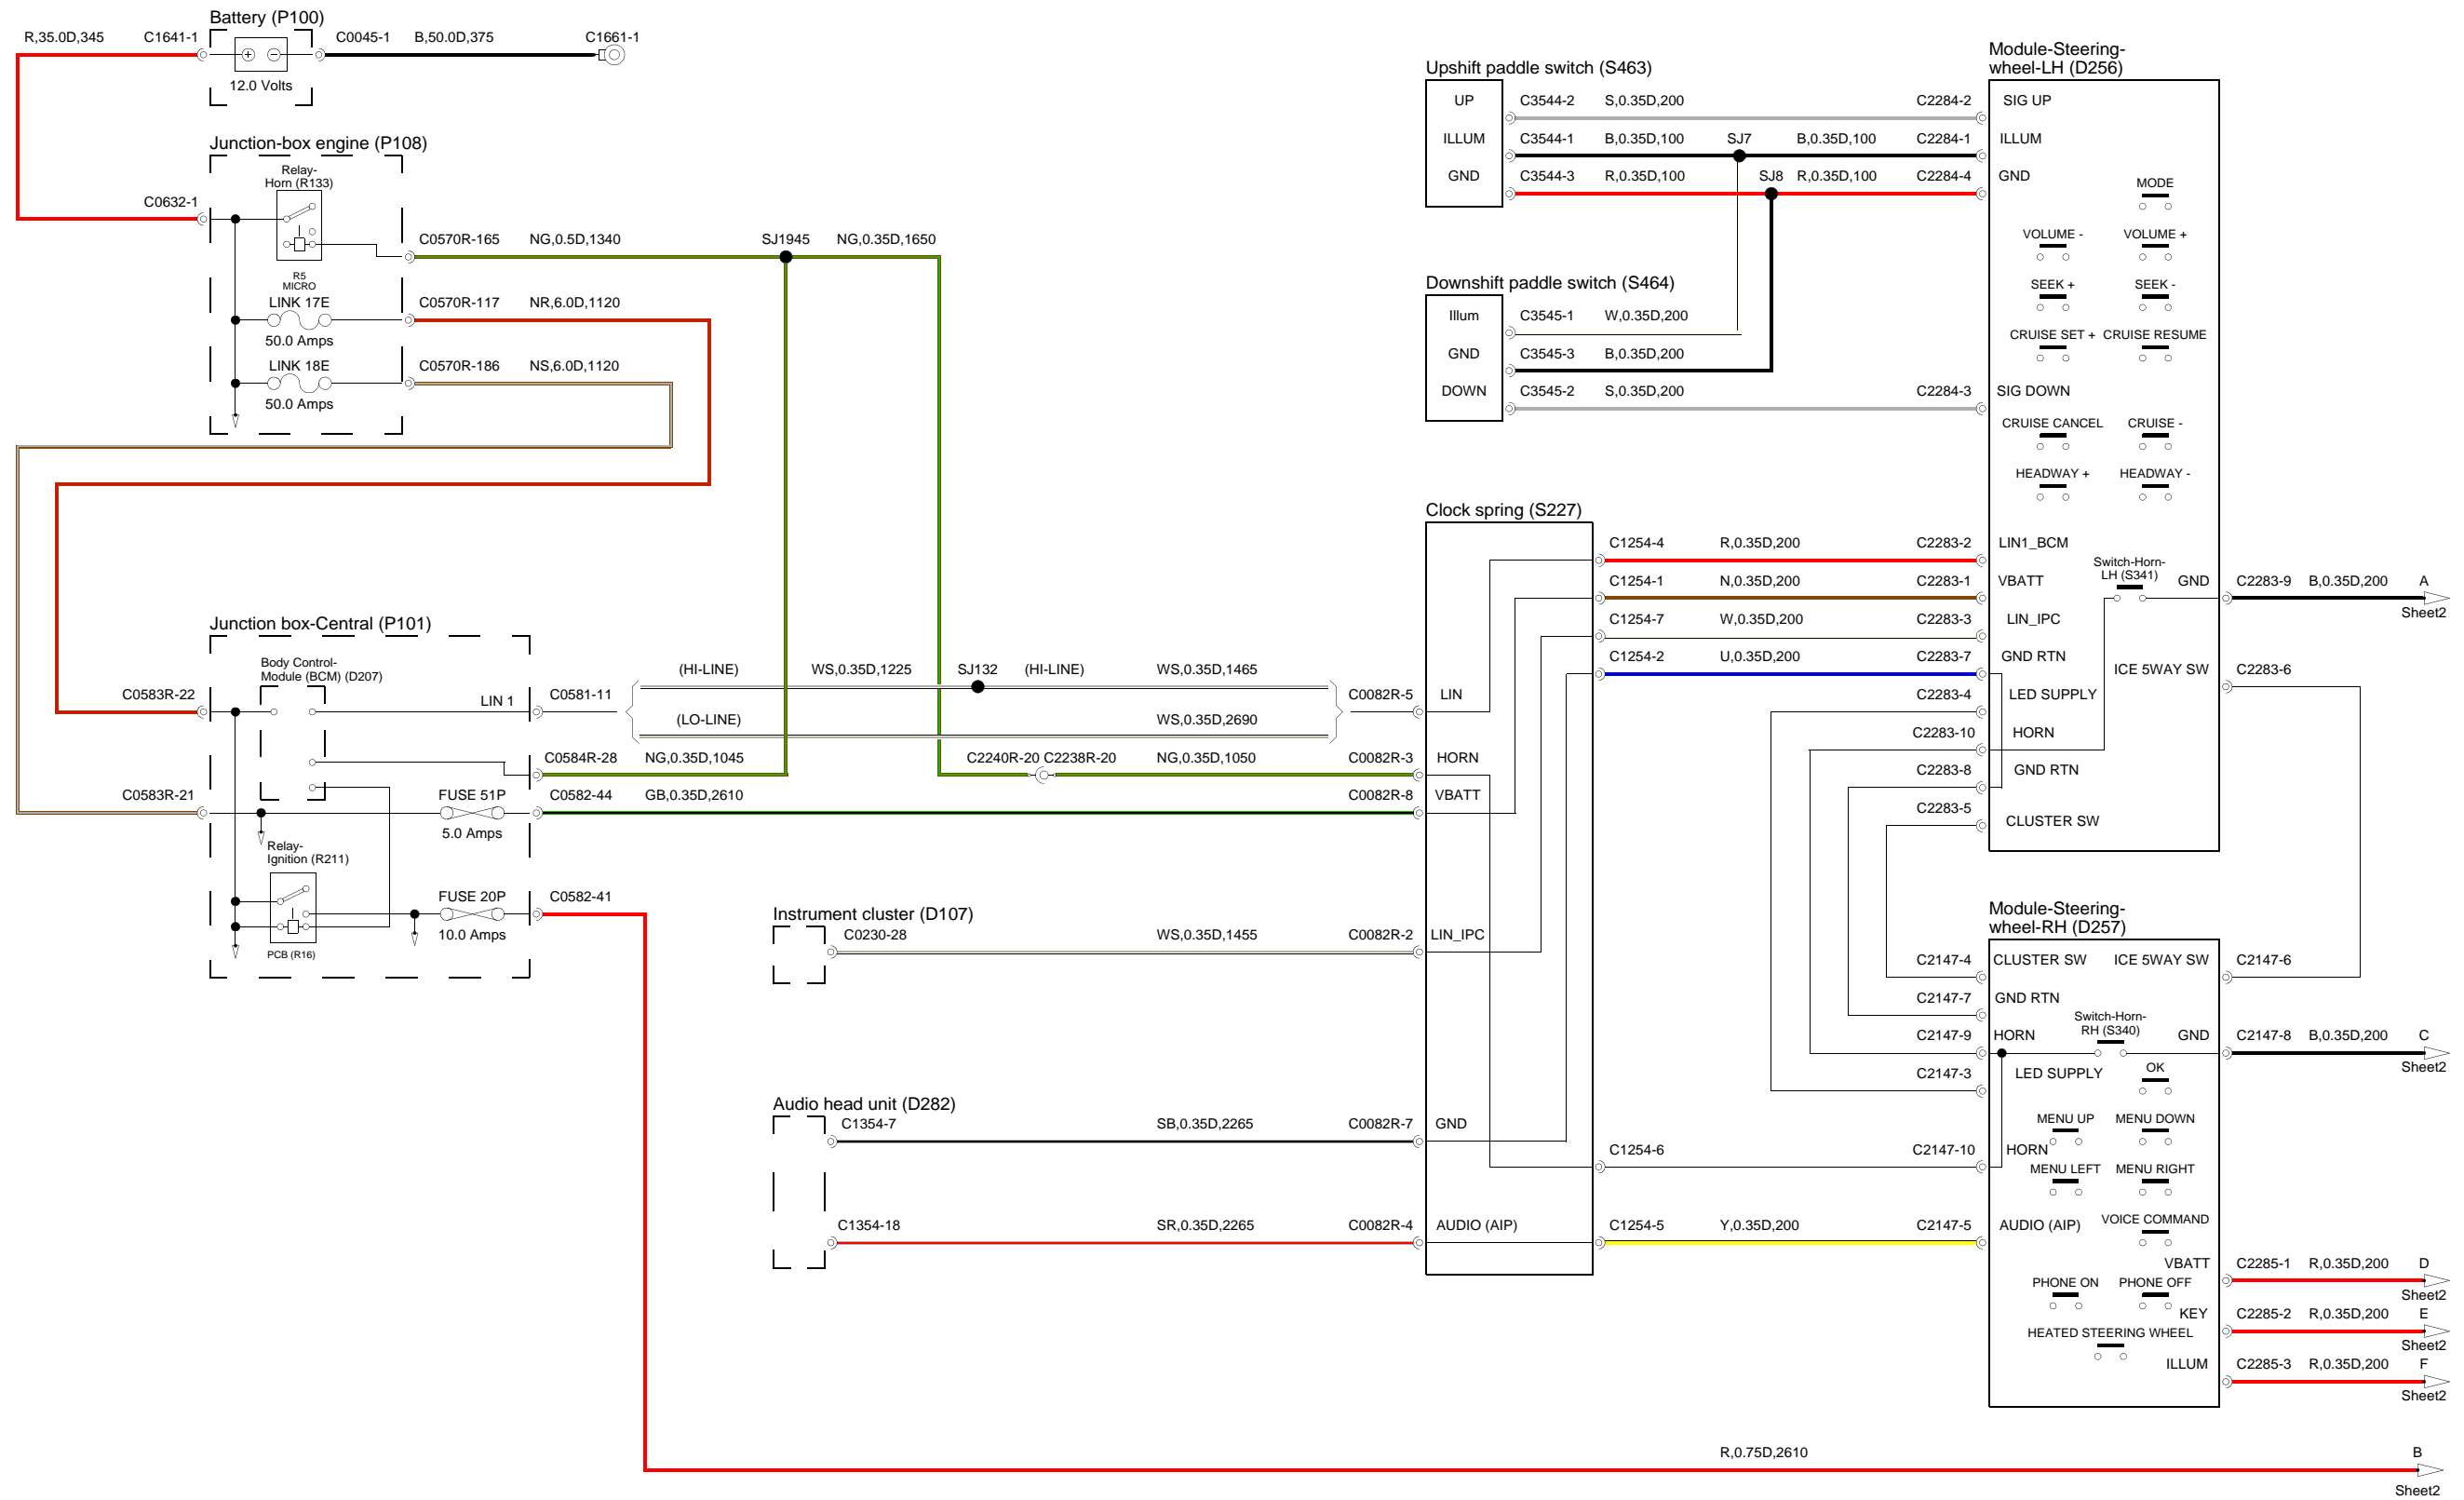 Battery (P100)
R,35.0D,345
C1641-1
C0045-1
B,50.0D,375
C1661-1
12.0 Volts
Junction-box engine (P108)
Relay-
Horn (R133)
C0632-1
C0570R-165
NG,0.5D,1340
SJ1945
NG,0.35D,1650
R5
MICRO
LINK 17E
50.0 Amps
C0570R-117
NR,6.0D,1120
LINK 18E
50.0 Amps
C0570R-186
NS,6.0D,1120
Junction box-Central (P101)
Body Control-
Module (BCM) (D207)
C0583R-22
LIN 1
C0581-11
(HI-LINE)
WS,0.35D,1225
SJ132
(HI-LINE)
WS,0.35D,1465
(LO-LINE)
WS,0.35D,2690
C0584R-28
NG,0.35D,1045
C2240R-20
C2238R-20
NG,0.35D,1050
C0583R-21
FUSE 51P
5.0 Amps
C0582-44
GB,0.35D,2610
Relay-
Ignition (R211)
PCB (R16)
FUSE 20P
10.0 Amps
C0582-41
Instrument cluster (D107)
C0230-28
WS,0.35D,1455
Audio head unit (D282)
C1354-7
SB,0.35D,2265
C1354-18
SR,0.35D,2265
Upshift paddle switch (S463)
UP
C3544-2
S,0.35D,200
C2284-2
ILLUM
C3544-1
B,0.35D,100
SJ7
B,0.35D,100
C2284-1
GND
C3544-3
R,0.35D,100
SJ8
R,0.35D,100
C2284-4
Downshift paddle switch (S464)
Illum
C3545-1
W,0.35D,200
GND
C3545-3
B,0.35D,200
DOWN
C3545-2
S,0.35D,200
C2284-3
Clock spring (S227)
C0082R-5
LIN
C0082R-3
HORN
C0082R-8
VBATT
C0082R-2
LIN_IPC
C0082R-7
GND
C0082R-4
AUDIO (AIP)
C1254-4
R,0.35D,200
C2283-2
C1254-1
N,0.35D,200
C2283-1
C1254-7
W,0.35D,200
C2283-3
C1254-2
U,0.35D,200
C2283-7
C2283-4
C2283-10
C2283-8
C2283-5
C1254-6
C2147-10
C1254-5
Y,0.35D,200
C2147-5
Module-Steering-
wheel-LH (D256)
SIG UP
ILLUM
GND
MODE
VOLUME -
VOLUME +
SEEK +
SEEK -
CRUISE SET +
CRUISE RESUME
SIG DOWN
CRUISE CANCEL
CRUISE -
HEADWAY +
HEADWAY -
LIN1_BCM
Switch-Horn-
LH (S341)
VBATT
GND
C2283-9
B,0.35D,200
A
Sheet2
LIN_IPC
GND RTN
ICE 5WAY SW
C2283-6
LED SUPPLY
HORN
GND RTN
CLUSTER SW
Module-Steering-
wheel-RH (D257)
C2147-4
CLUSTER SW
ICE 5WAY SW
C2147-6
C2147-7
GND RTN
Switch-Horn-
RH (S340)
C2147-9
HORN
GND
C2147-8
B,0.35D,200
C
Sheet2
C2147-3
LED SUPPLY
OK
MENU UP
MENU DOWN
HORN
MENU LEFT
MENU RIGHT
AUDIO (AIP)
VOICE COMMAND
VBATT
C2285-1
R,0.35D,200
D
Sheet2
PHONE ON
PHONE OFF
KEY
C2285-2
R,0.35D,200
E
Sheet2
HEATED STEERING WHEEL
ILLUM
C2285-3
R,0.35D,200
F
Sheet2
R,0.75D,2610
B
Sheet2